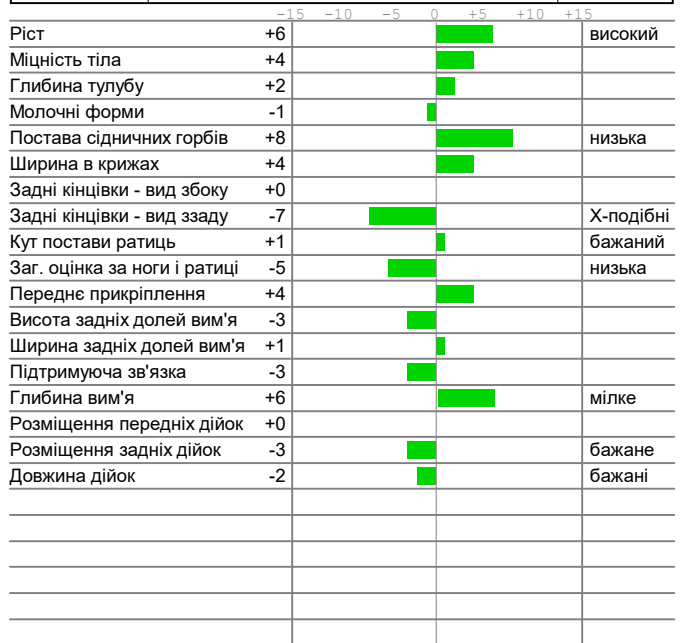 -15 -10 -5 0 +5 +10 +15
Ріст +6 високий
Міцність тіла +4
Глибина тулубу +2
Молочні форми -1
Постава сідничних горбів +8 низька
Ширина в крижах +4
Задні кінцівки - вид збоку +0
Задні кінцівки - вид ззаду -7 Х-подібні
Кут постави ратиць +1 бажаний
Заг. оцінка за ноги і ратиці -5 низька
Переднє прикріплення +4
Висота задніх долей вим'я -3
Ширина задніх долей вим'я +1
Підтримуюча зв'язка -3
Глибина вим'я +6 мілке
Розміщення передніх дійок +0
Розміщення задніх дійок -3 бажане
Довжина дійок -2 бажані